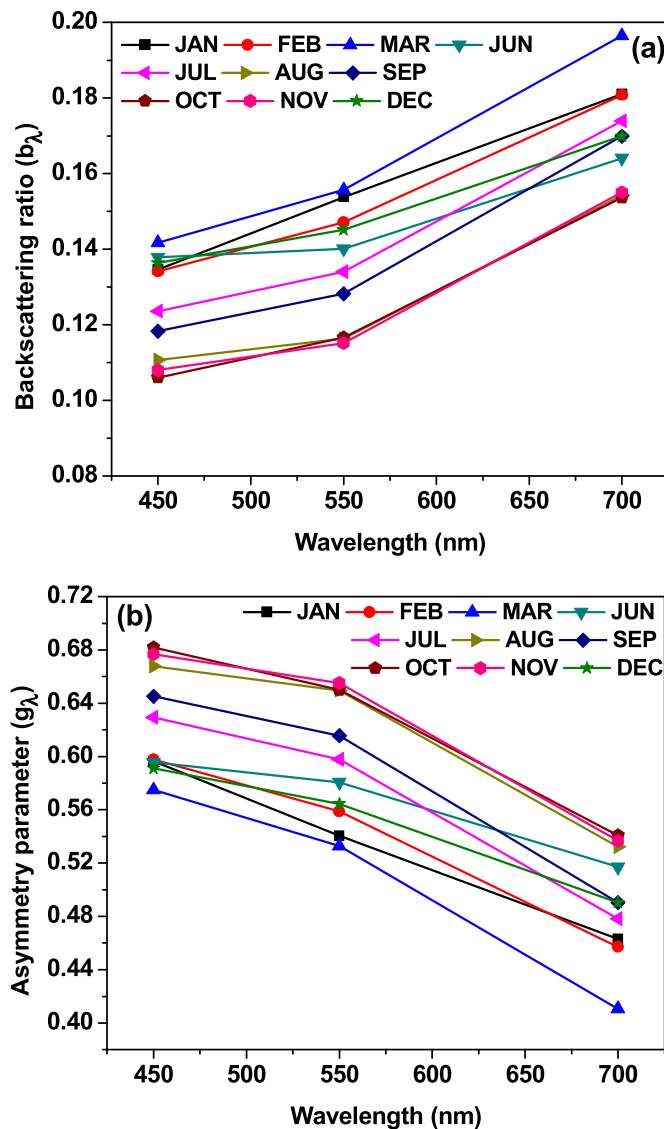 0.20
JAN FEB MAR JUN (a)
JUL AUG SEP
OCT NOV DEC
0.18
0.16
0.14
0.12
0.10
0.08
Backscattering ratio (bλ)
450 500 550 600 650 700
Wavelength (nm)
0.72
(b) JAN FEB MAR JUN
JUL AUG SEP
OCT NOV DEC
0.68
0.64
0.60
0.56
0.52
0.48
0.44
0.40
Asymmetry parameter (gλ)
450 500 550 600 650 700
Wavelength (nm)